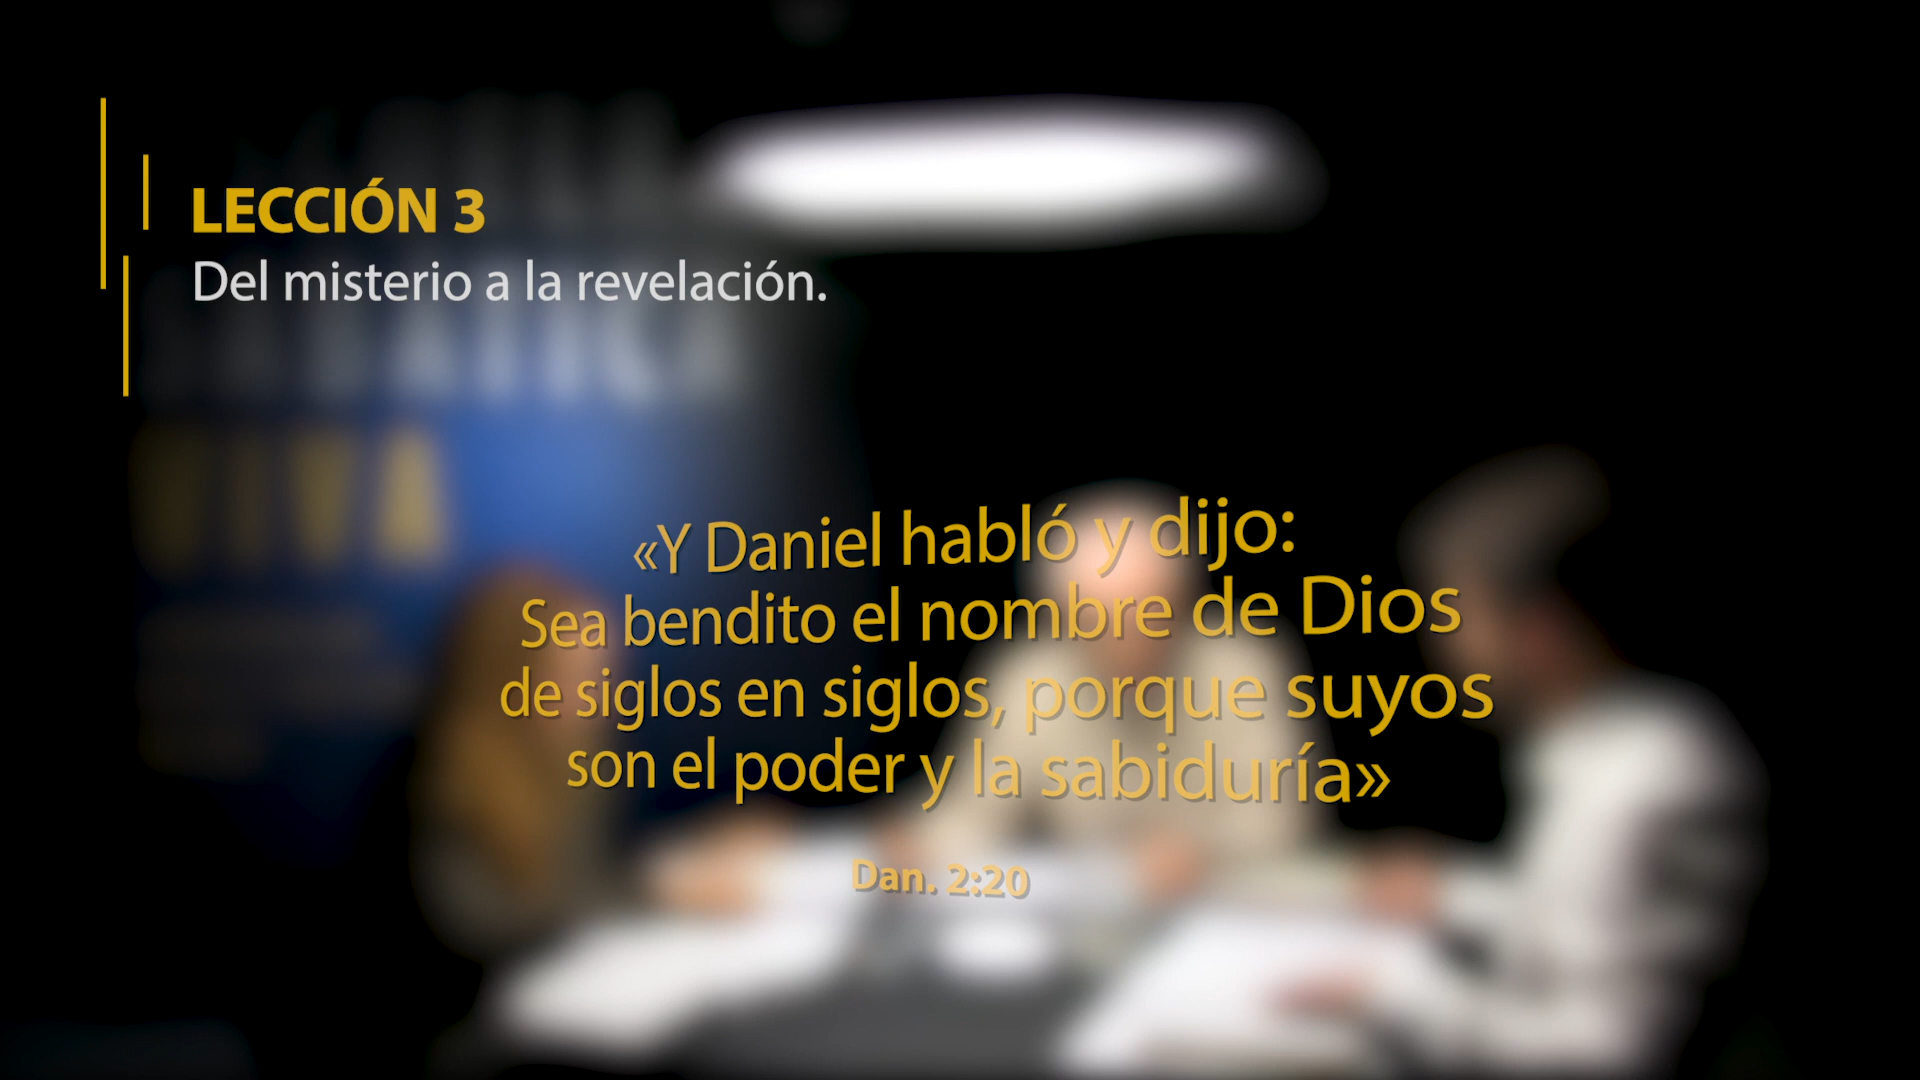 LECCIÓN 3
Del misterio a la revelación.
VIVA
«Y Daniel habló y dijo:
Sea bendito el nombre de Dios
de siglos en siglos, porque suyos
son el poder y la sabiduría»
Dan. 2:20